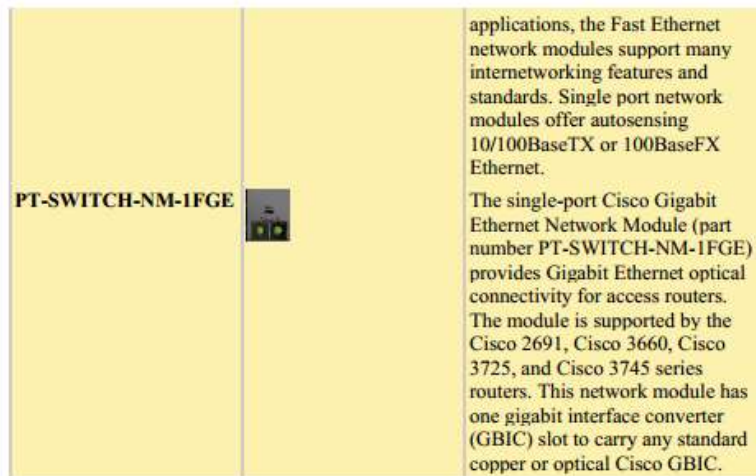 applications, the Fast Ethernet
network modules support many
internetworking features and
standards. Single port network
modules offer autosensing
10/100BaseTX or 100BaseFX
Ethernet.
PT-SWITCH-NM-1FGE
The single-port Cisco Gigabit
Ethernet Network Module (part
number PT-SWITCH-NM-1FGE)
provides Gigabit Ethernet optical
connectivity for access routers.
The module is supported by the
Cisco 2691, Cisco 3660, Cisco
3725, and Cisco 3745 series
routers. This network module has
one gigabit interface converter
(GBIC) slot to carry any standard
copper or optical Cisco GBIC.